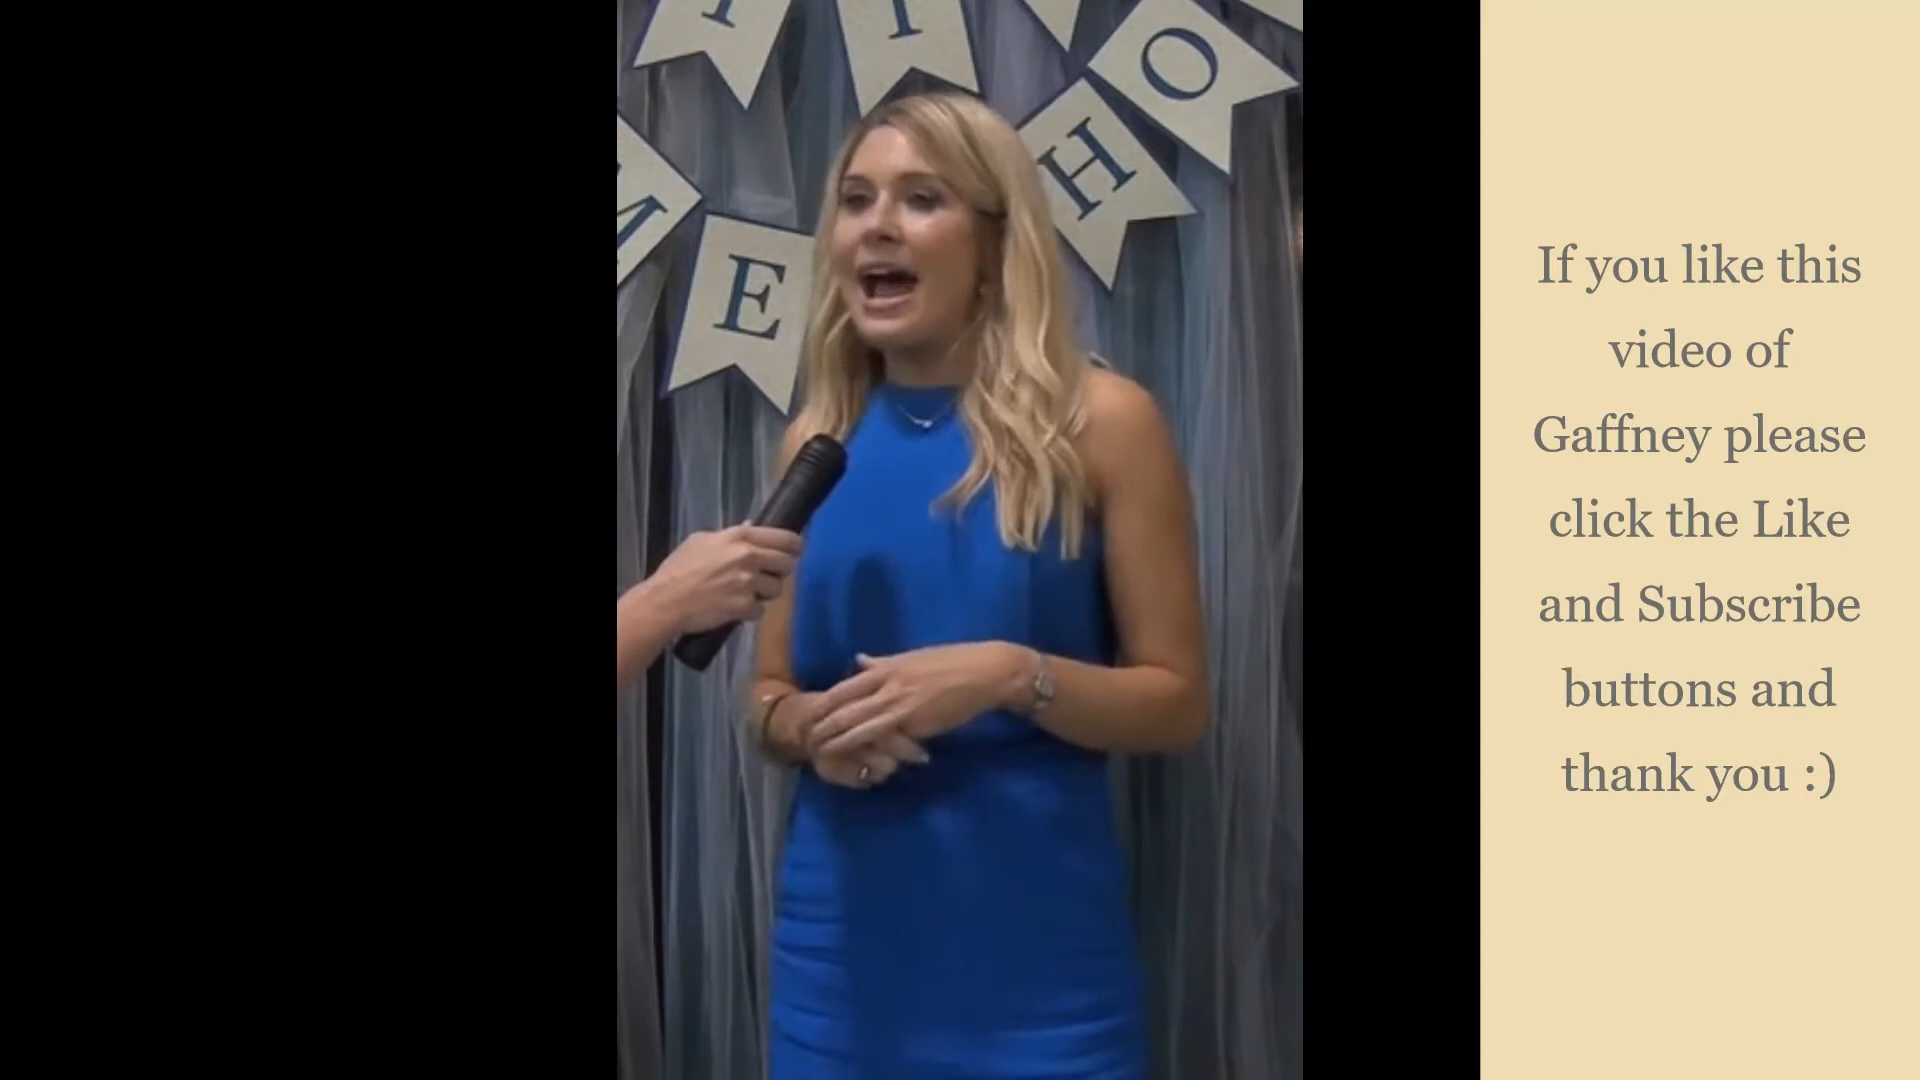 O
H
M
E
If you like this
video of
Gaffney please
click the Like
and Subscribe
buttons and
thank you :)